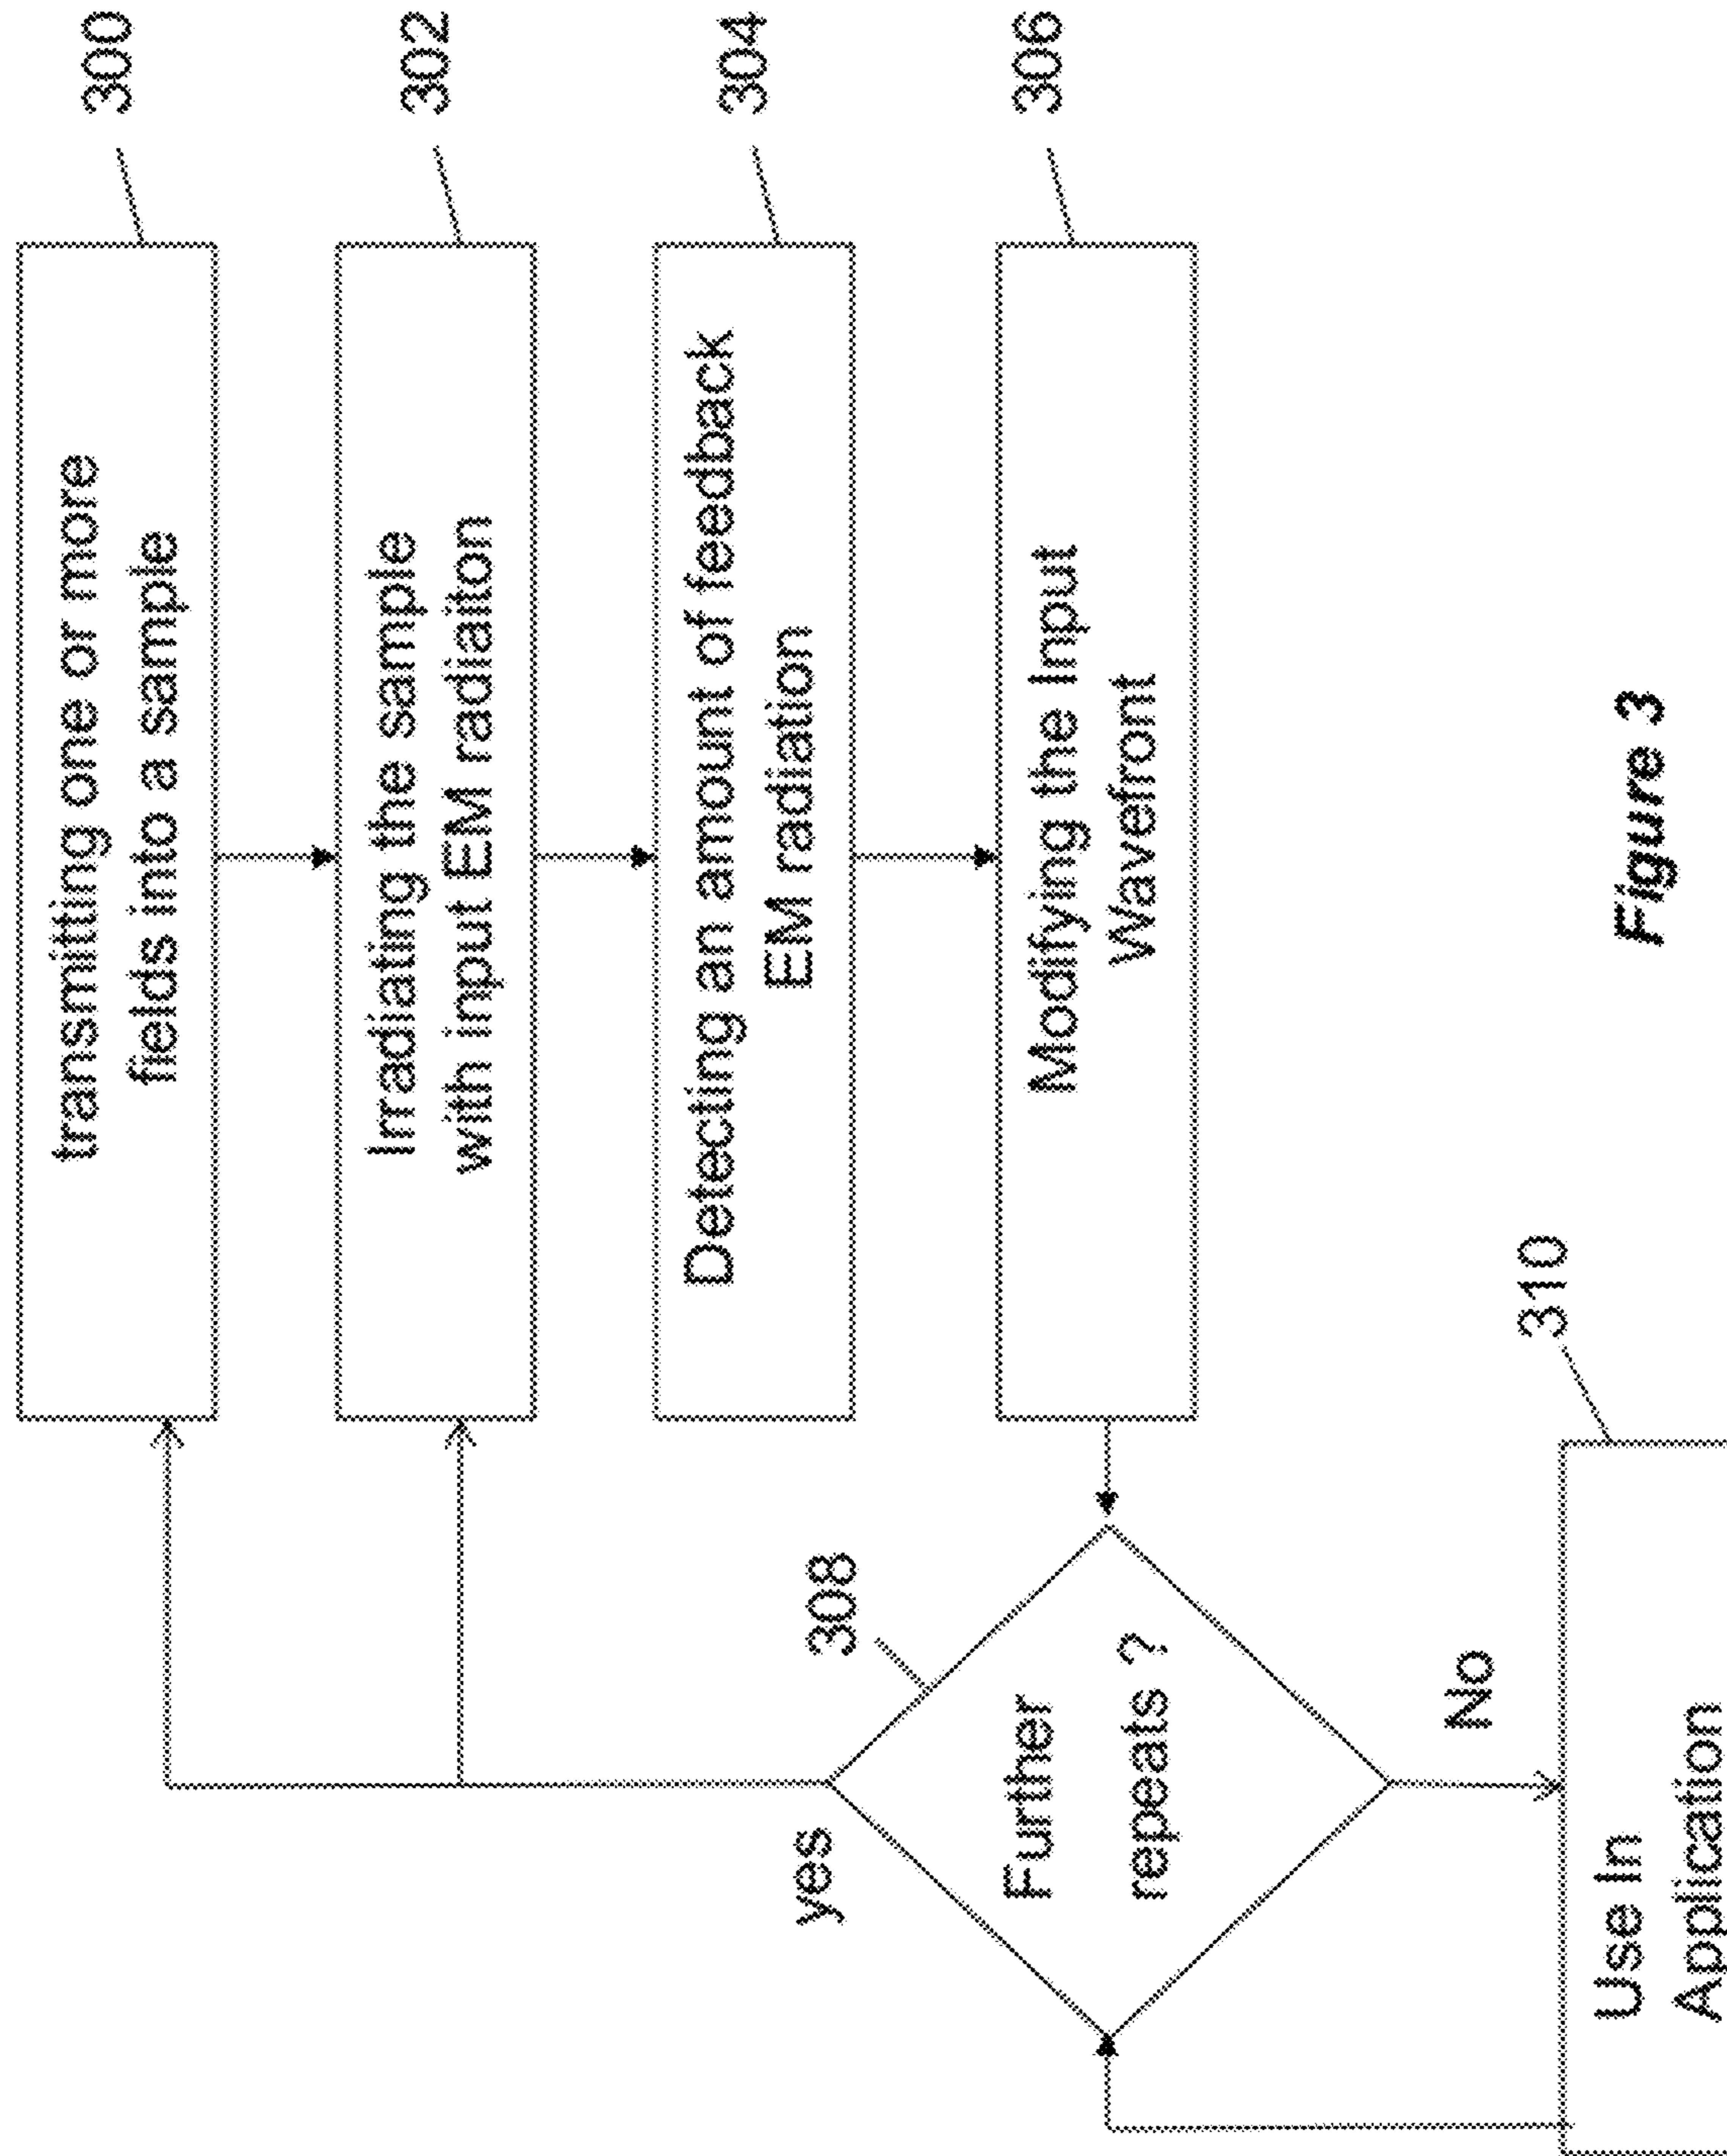 transmitting one or more
fields into a sample
300
Irradiating the sample
with input EM radiaiton
302
Detecting an amount of feedback
EM radiation
304
Modifying the Input
Wavefront
306
308
Further
repeats ?
yes
No
310
Use In
Application
Figure 3